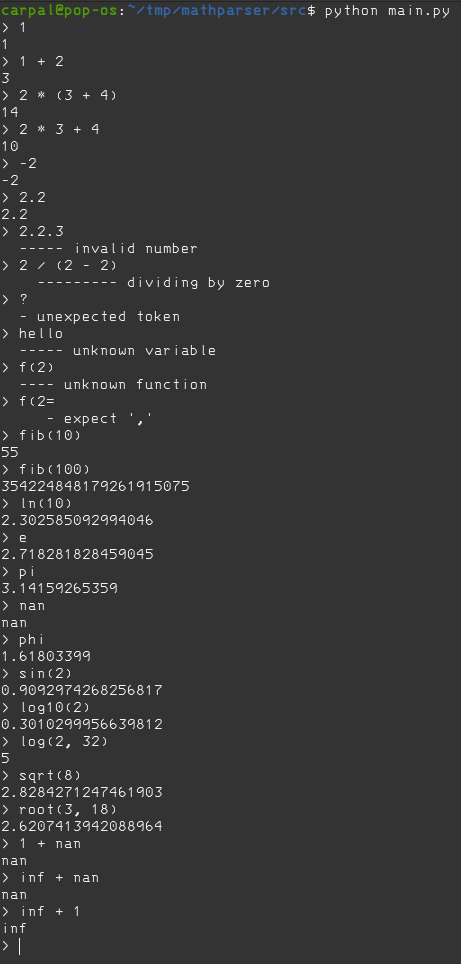 carpal@pop-os:~/tmp/mathparser/src$ python main.py
> 1
1
> 1 + 2
3
> 2 * (3 + 4)
14
> 2 * 3 + 4
10
> -2
-2
> 2.2
2.2
> 2.2.3
  ----- invalid number
> 2 / (2 - 2)
    --------- dividing by zero
> ?
  - unexpected token
> hello
  ----- unknown variable
> f(2)
  ---- unknown function
> f(2=
     - expect ','
> fib(10)
55
> fib(100)
354224848179261915075
> ln(10)
2.302585092994046
> e
2.718281828459045
> pi
3.14159265359
> nan
nan
> phi
1.61803399
> sin(2)
0.9092974268256817
> log10(2)
0.3010299956639812
> log(2, 32)
5
> sqrt(8)
2.8284271247461903
> root(3, 18)
2.6207413942088964
> 1 + nan
nan
> inf + nan
nan
> inf + 1
inf
>